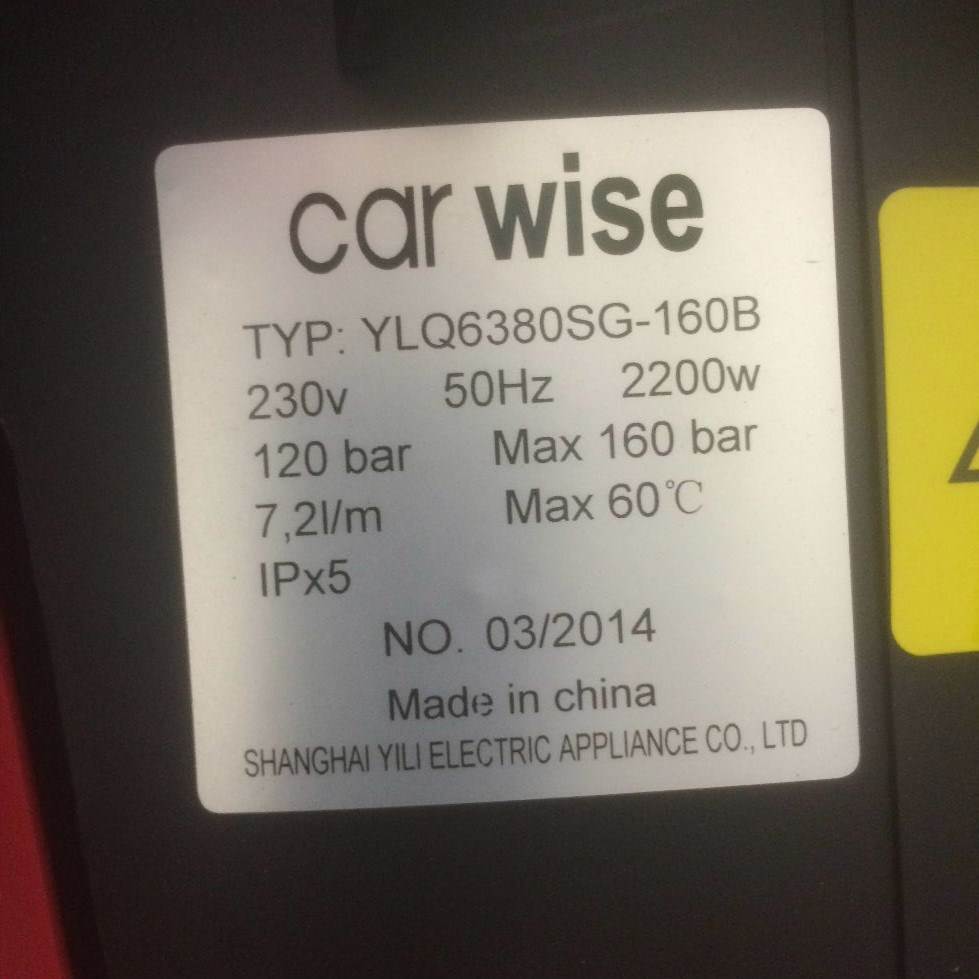 car wise
TYP: YLQ6380SG-160B
230v 50Hz 2200w
120 bar Max 160 bar
7,2l/m Max 60℃
IPx5
NO. 03/2014
Made in china
SHANGHAI YILI ELECTRIC APPLIANCE CO., LTD